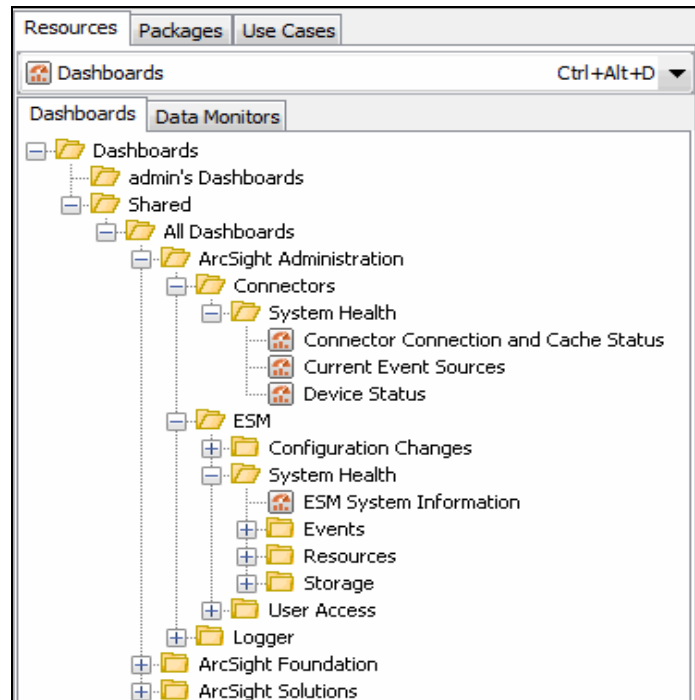 Resources Packages Use Cases
Dashboards Ctrl+Alt+D
Dashboards Data Monitors
Dashboards
admin's Dashboards
Shared
All Dashboards
ArcSight Administration
Connectors
System Health
Connector Connection and Cache Status
Current Event Sources
Device Status
ESM
Configuration Changes
System Health
ESM System Information
Events
Resources
Storage
User Access
Logger
ArcSight Foundation
ArcSight Solutions